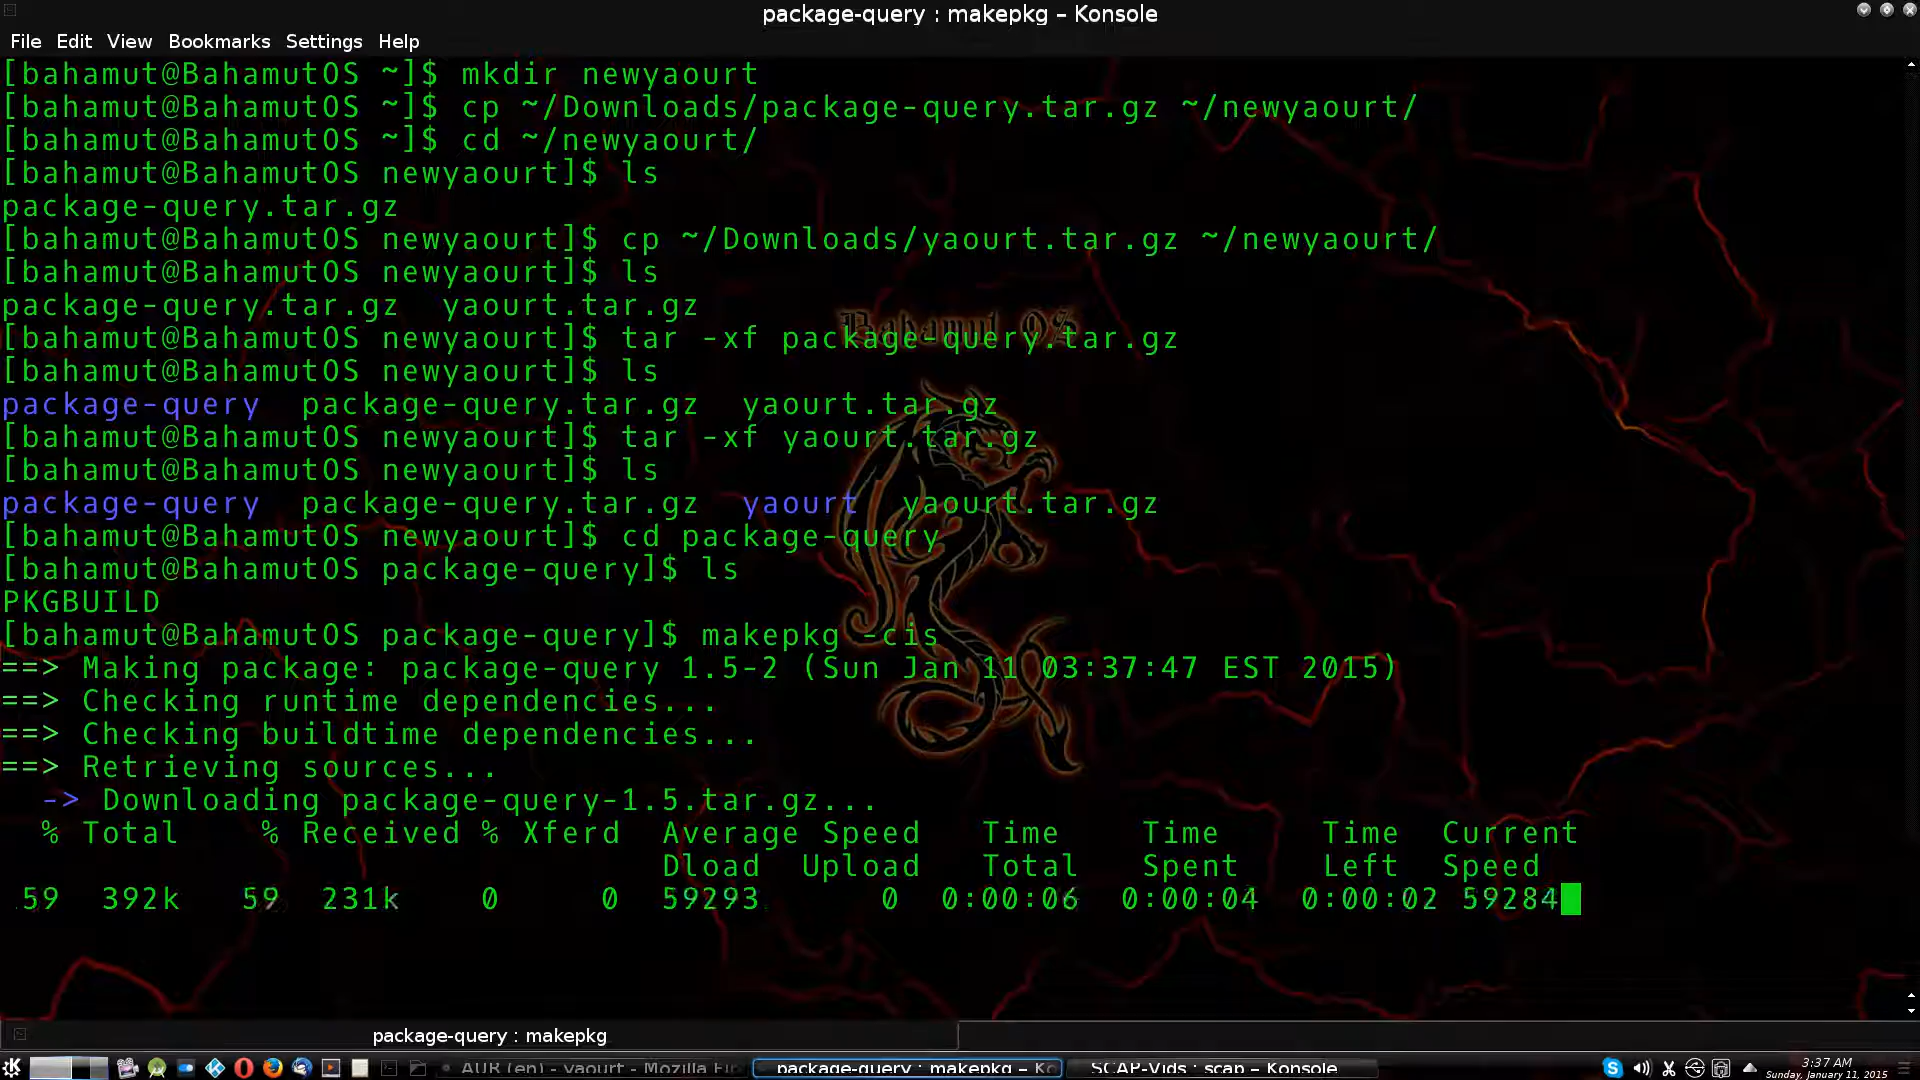 package-query : makepkg – Konsole
File Edit View Bookmarks Settings Help
[bahamut@BahamutOS ~]$ mkdir newyaourt
[bahamut@BahamutOS ~]$ cp ~/Downloads/package-query.tar.gz ~/newyaourt/
[bahamut@BahamutOS ~]$ cd ~/newyaourt/
[bahamut@BahamutOS newyaourt]$ ls
package-query.tar.gz
[bahamut@BahamutOS newyaourt]$ cp ~/Downloads/yaourt.tar.gz ~/newyaourt/
[bahamut@BahamutOS newyaourt]$ ls
package-query.tar.gz  yaourt.tar.gz
Bahamut OS
[bahamut@BahamutOS newyaourt]$ tar -xf package-query.tar.gz
[bahamut@BahamutOS newyaourt]$ ls
package-query  package-query.tar.gz  yaourt.tar.gz
[bahamut@BahamutOS newyaourt]$ tar -xf yaourt.tar.gz
[bahamut@BahamutOS newyaourt]$ ls
package-query  package-query.tar.gz  yaourt  yaourt.tar.gz
[bahamut@BahamutOS newyaourt]$ cd package-query
[bahamut@BahamutOS package-query]$ ls
PKGBUILD
[bahamut@BahamutOS package-query]$ makepkg -cis
==> Making package: package-query 1.5-2 (Sun Jan 11 03:37:47 EST 2015)
==> Checking runtime dependencies...
==> Checking buildtime dependencies...
==> Retrieving sources...
  -> Downloading package-query-1.5.tar.gz...
  % Total    % Received % Xferd  Average Speed   Time    Time     Time  Current
                                 Dload  Upload   Total   Spent    Left  Speed
 59  392k   59  231k    0     0  59293      0  0:00:06  0:00:04  0:00:02 59284
package-query : makepkg
AUR (en) - yaourt - Mozilla Fi
package-query : makepkg – Ko
SCAP-Vids : scap – Konsole
3:37 AM
Sunday, January 11, 2015